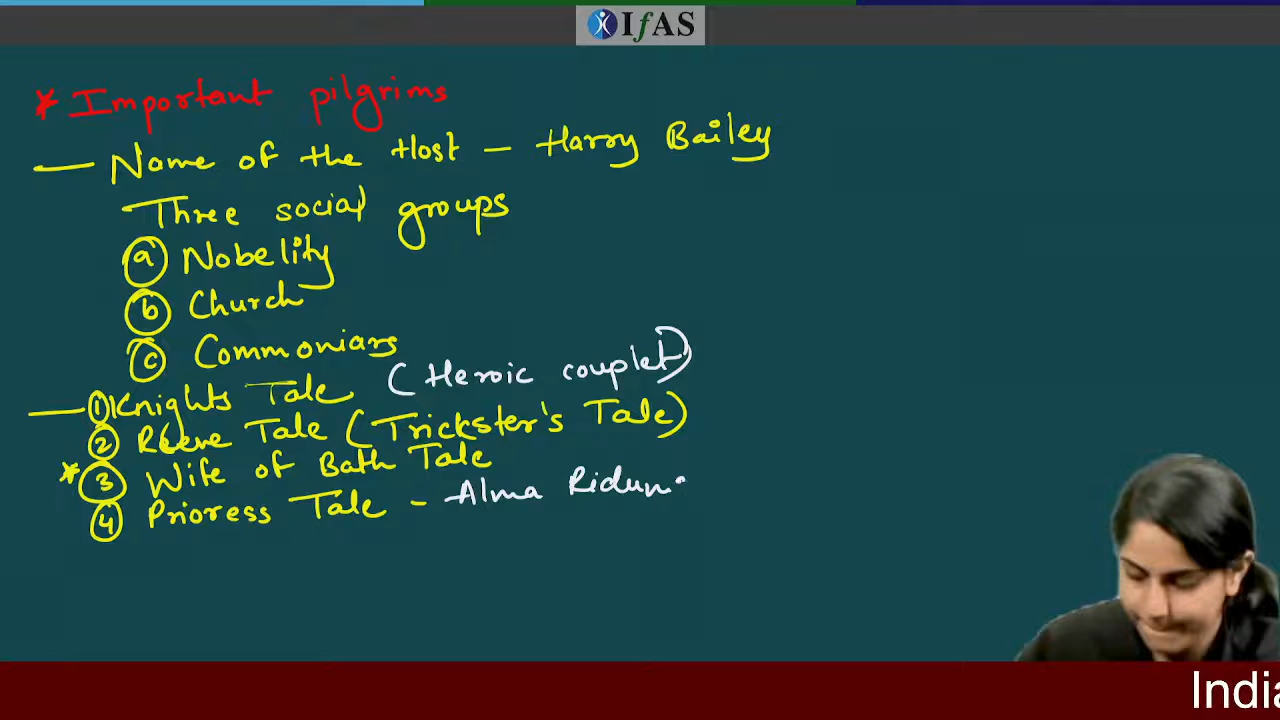 IfAS
* Important pilgrims
— Name of the Host - Harry Bailey
Three social groups
(a) Nobelity
(b) Church
(c) Commoniars
— (1) Knights Tale (Heroic couplet)
(2) Reeve Tale (Trickster's Tale)
* (3) Wife of Bath Tale
(4) Prioress Tale - Alma Ridum
India